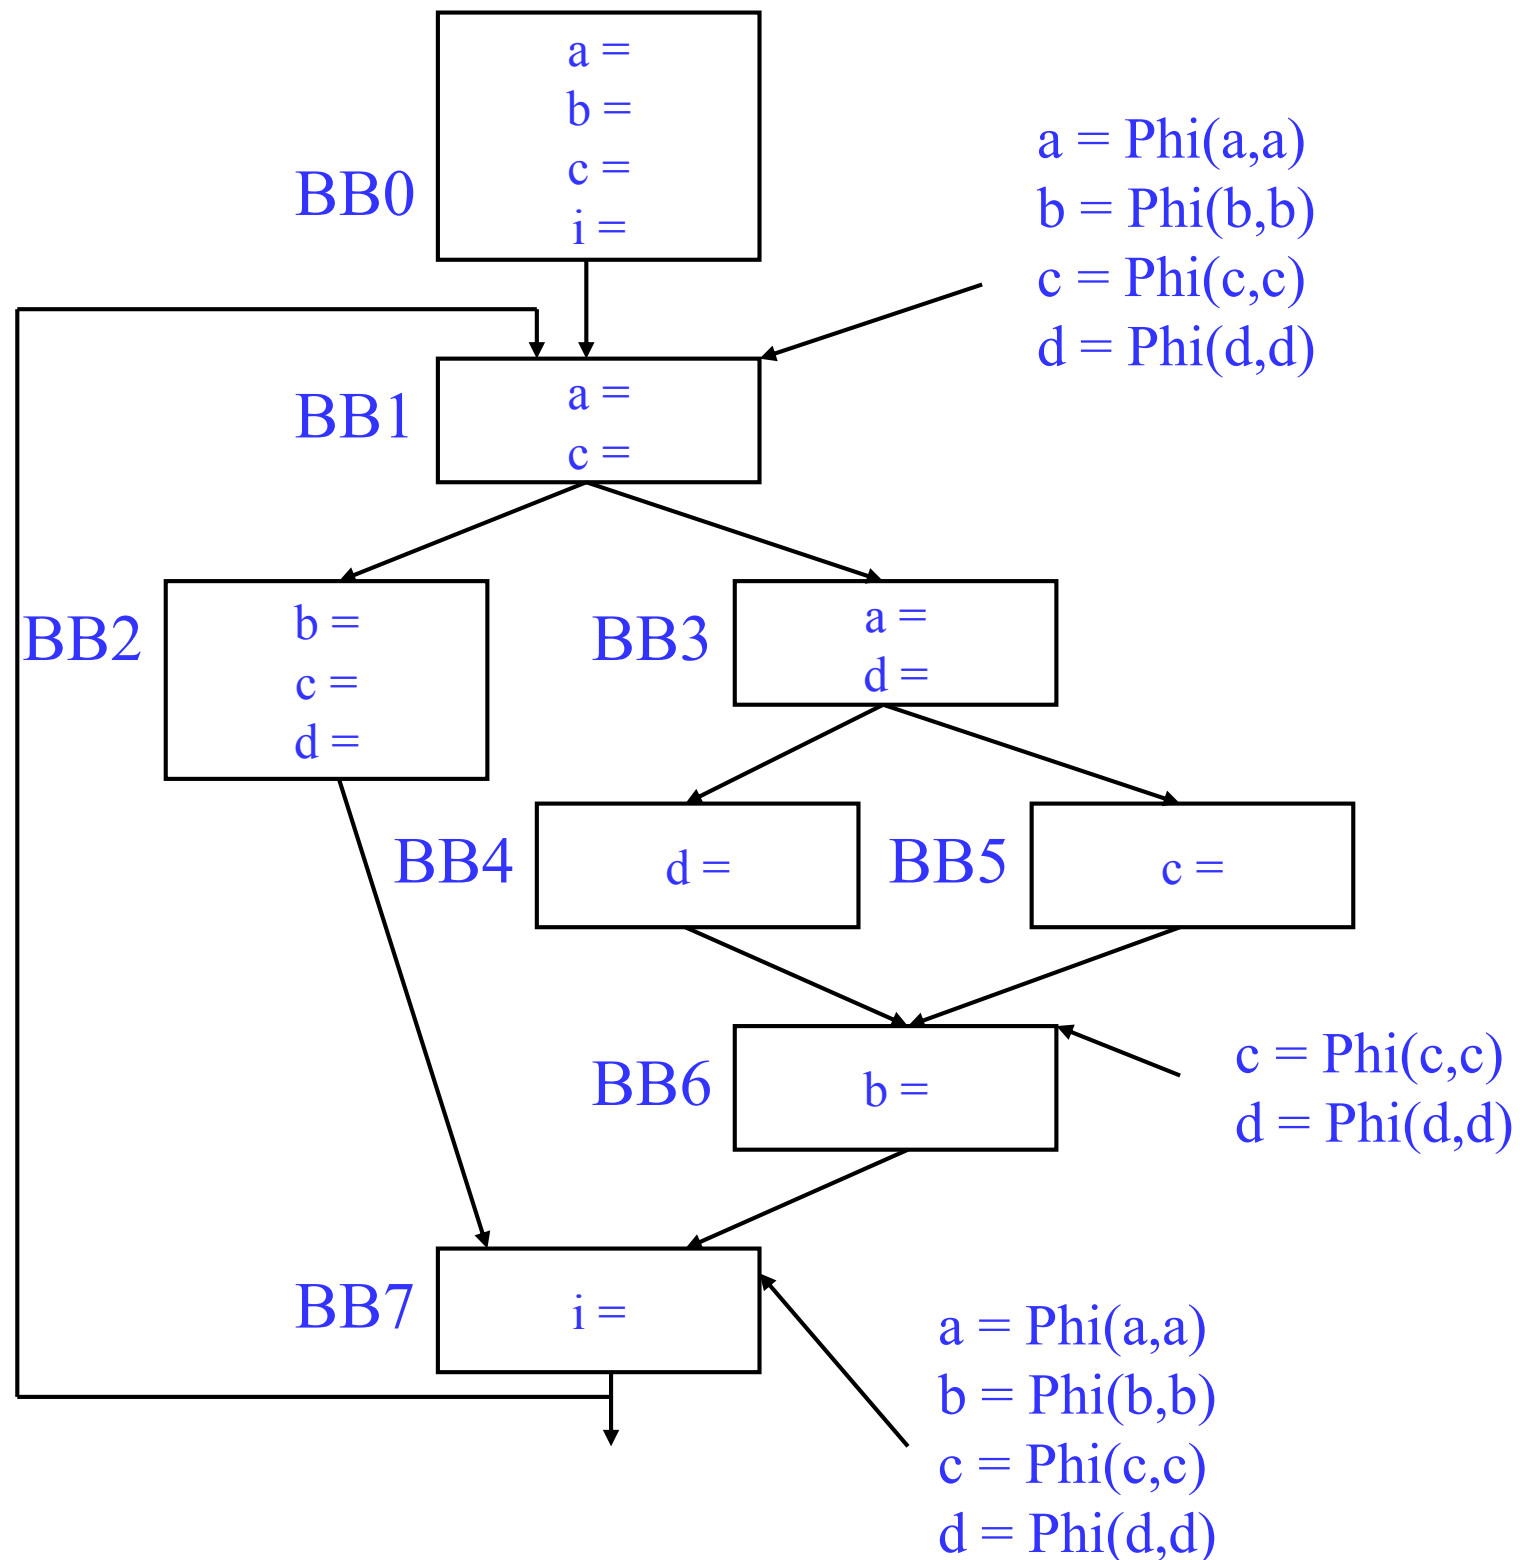 a =
b =
c =
i =
BB0
a = Phi(a,a)
b = Phi(b,b)
c = Phi(c,c)
d = Phi(d,d)
BB1
a =
c =
BB2
b =
c =
d =
BB3
a =
d =
BB4
d =
BB5
c =
BB6
b =
c = Phi(c,c)
d = Phi(d,d)
BB7
i =
a = Phi(a,a)
b = Phi(b,b)
c = Phi(c,c)
d = Phi(d,d)